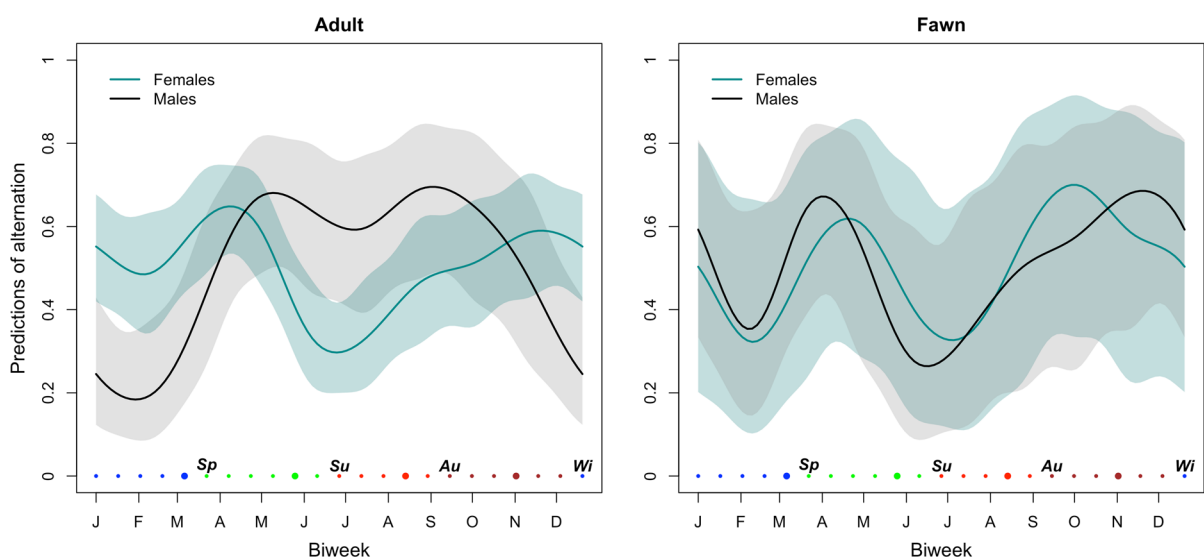 Adult
Fawn
Predictions of alternation
1
0.8
0.6
0.4
0.2
0
Females
Males
Sp
Su
Au
Wi
J F M A M J J A S O N D
Biweek
1
0.8
0.6
0.4
0.2
0
Females
Males
Sp
Su
Au
Wi
J F M A M J J A S O N D
Biweek